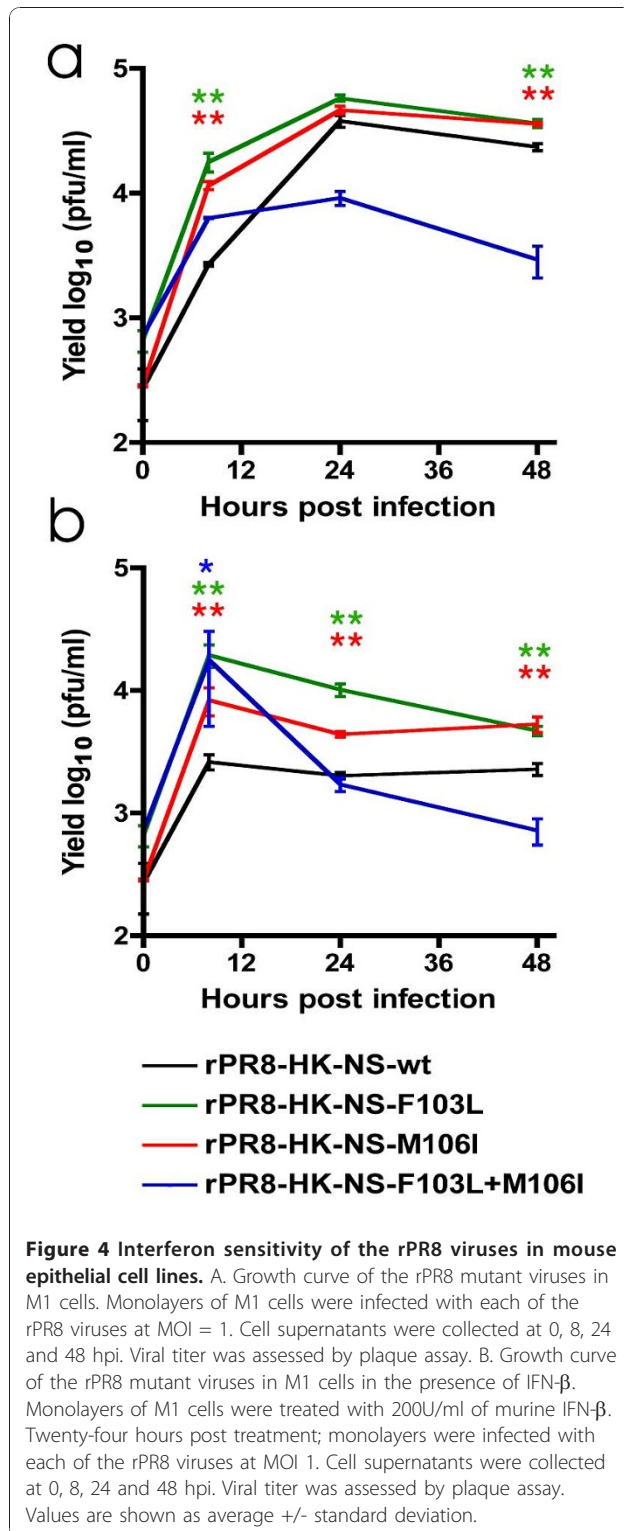 a
5
4
3
2
**
**
**
**
Yield log10 (pfu/ml)
0 12 24 36 48
Hours post infection
b
5
4
3
2
*
**
**
**
**
**
**
Yield log10 (pfu/ml)
0 12 24 36 48
Hours post infection
rPR8-HK-NS-wt
rPR8-HK-NS-F103L
rPR8-HK-NS-M106I
rPR8-HK-NS-F103L+M106I
Figure 4 Interferon sensitivity of the rPR8 viruses in mouse
epithelial cell lines. A. Growth curve of the rPR8 mutant viruses in
M1 cells. Monolayers of M1 cells were infected with each of the
rPR8 viruses at MOI = 1. Cell supernatants were collected at 0, 8, 24
and 48 hpi. Viral titer was assessed by plaque assay. B. Growth curve
of the rPR8 mutant viruses in M1 cells in the presence of IFN-β.
Monolayers of M1 cells were treated with 200U/ml of murine IFN-β.
Twenty-four hours post treatment; monolayers were infected with
each of the rPR8 viruses at MOI 1. Cell supernatants were collected
at 0, 8, 24 and 48 hpi. Viral titer was assessed by plaque assay.
Values are shown as average +/- standard deviation.